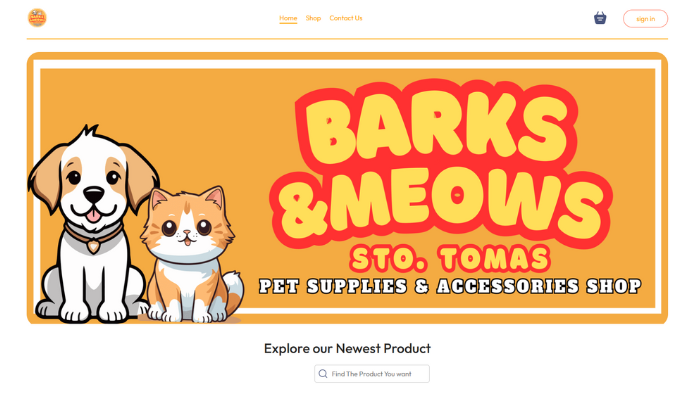 Home Shop Contact Us
sign in
BARKS
&MEOWS
STO. TOMAS
PET SUPPLIES & ACCESSORIES SHOP
Explore our Newest Product
Find The Product You want